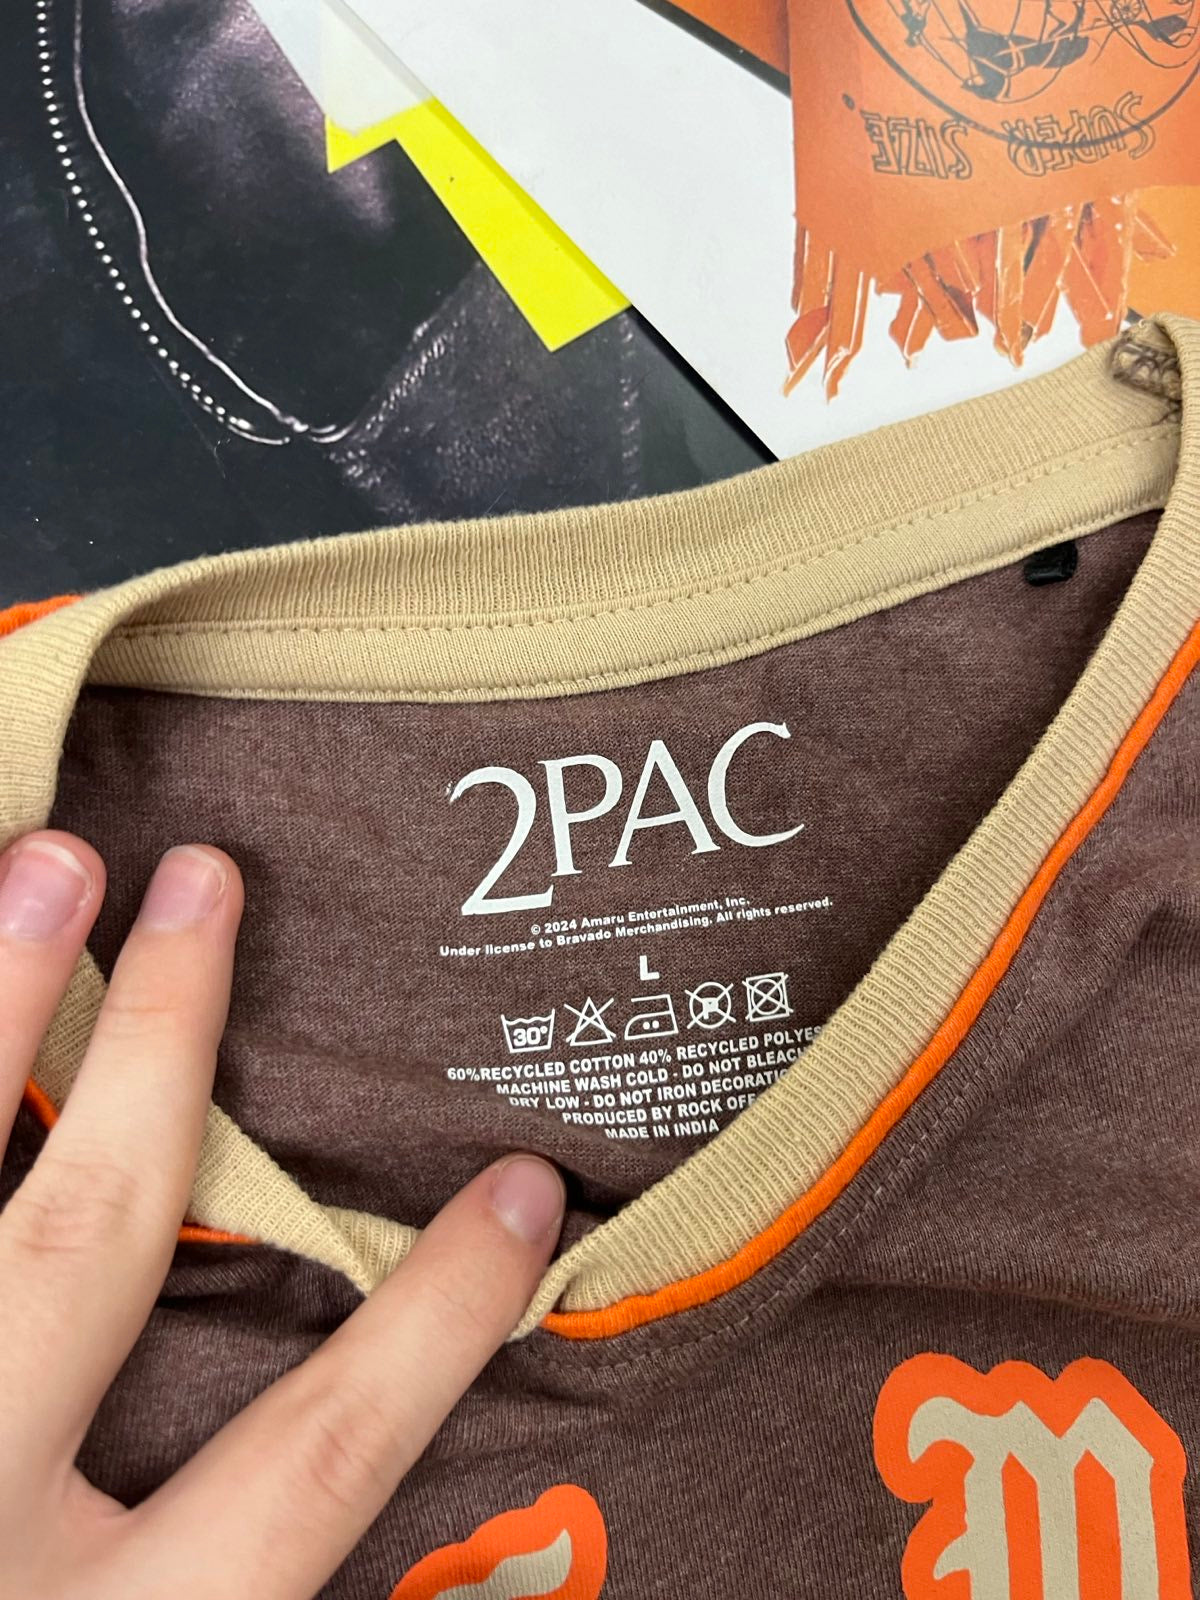 SUPER SIZE
2PAC
© 2024 Amaru Entertainment, Inc.
Under license to Bravado Merchandising. All rights reserved.
L
30° P
60%RECYCLED COTTON 40% RECYCLED POLYES
MACHINE WASH COLD - DO NOT BLEACH
DRY LOW - DO NOT IRON DECORATIO
PRODUCED BY ROCK OFF
MADE IN INDIA
M